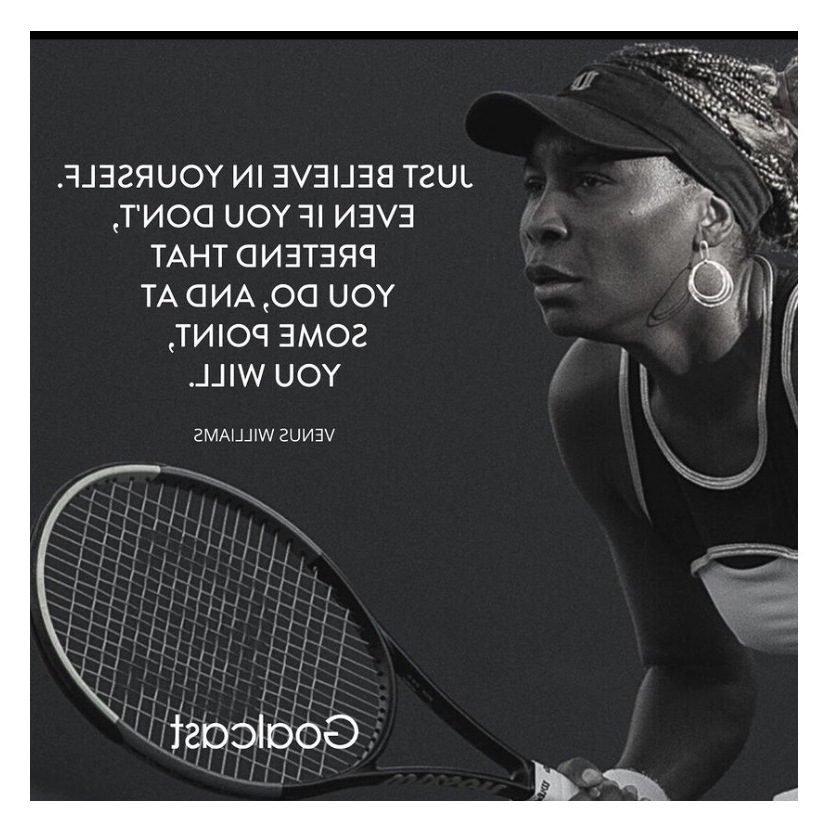 JUST BELIEVE IN YOURSELF.
EVEN IF YOU DON'T,
PRETEND THAT
YOU DO, AND AT
SOME POINT,
YOU WILL.
VENUS WILLIAMS
Goalcast
Wilson